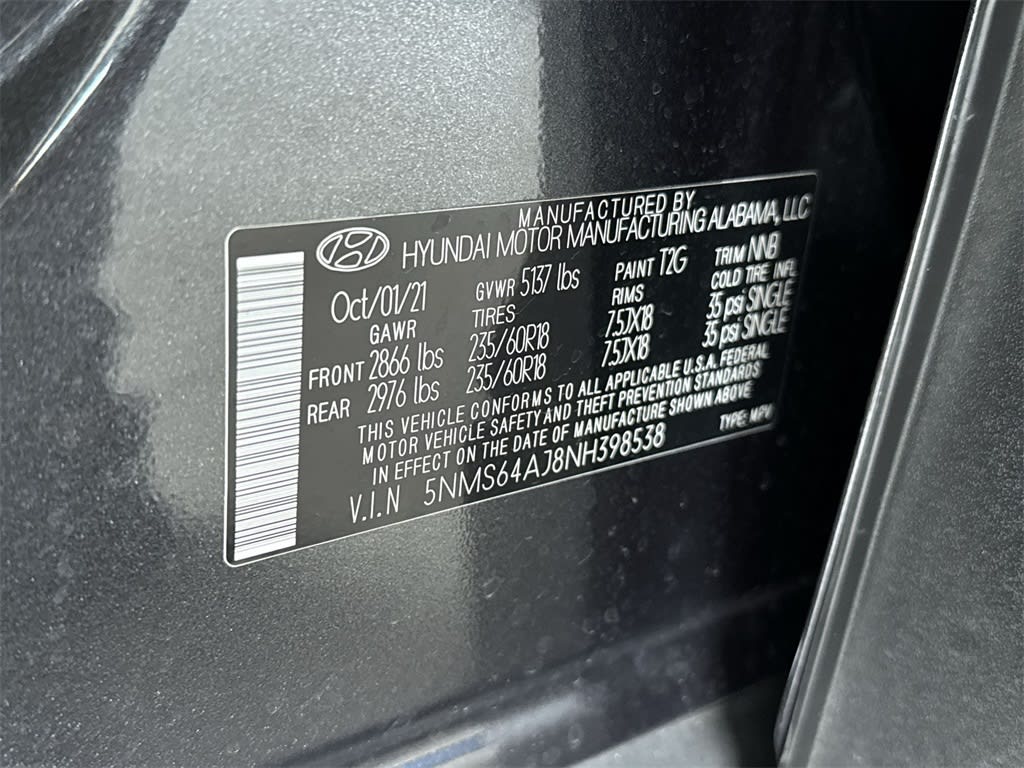 MANUFACTURED BY
HYUNDAI MOTOR MANUFACTURING ALABAMA, LLC
Oct/01/21 GVWR 5137 lbs PAINT T2G TRIM NNB
GAWR TIRES RIMS COLD TIRE INFL
FRONT 2866 lbs 235/60R18 7.5JX18 35 psi SINGLE
REAR 2976 lbs 235/60R18 7.5JX18 35 psi SINGLE
THIS VEHICLE CONFORMS TO ALL APPLICABLE U.S.A. FEDERAL
MOTOR VEHICLE SAFETY AND THEFT PREVENTION STANDARDS
IN EFFECT ON THE DATE OF MANUFACTURE SHOWN ABOVE
V.I.N 5NMS64AJ8NH398538 TYPE: MPV